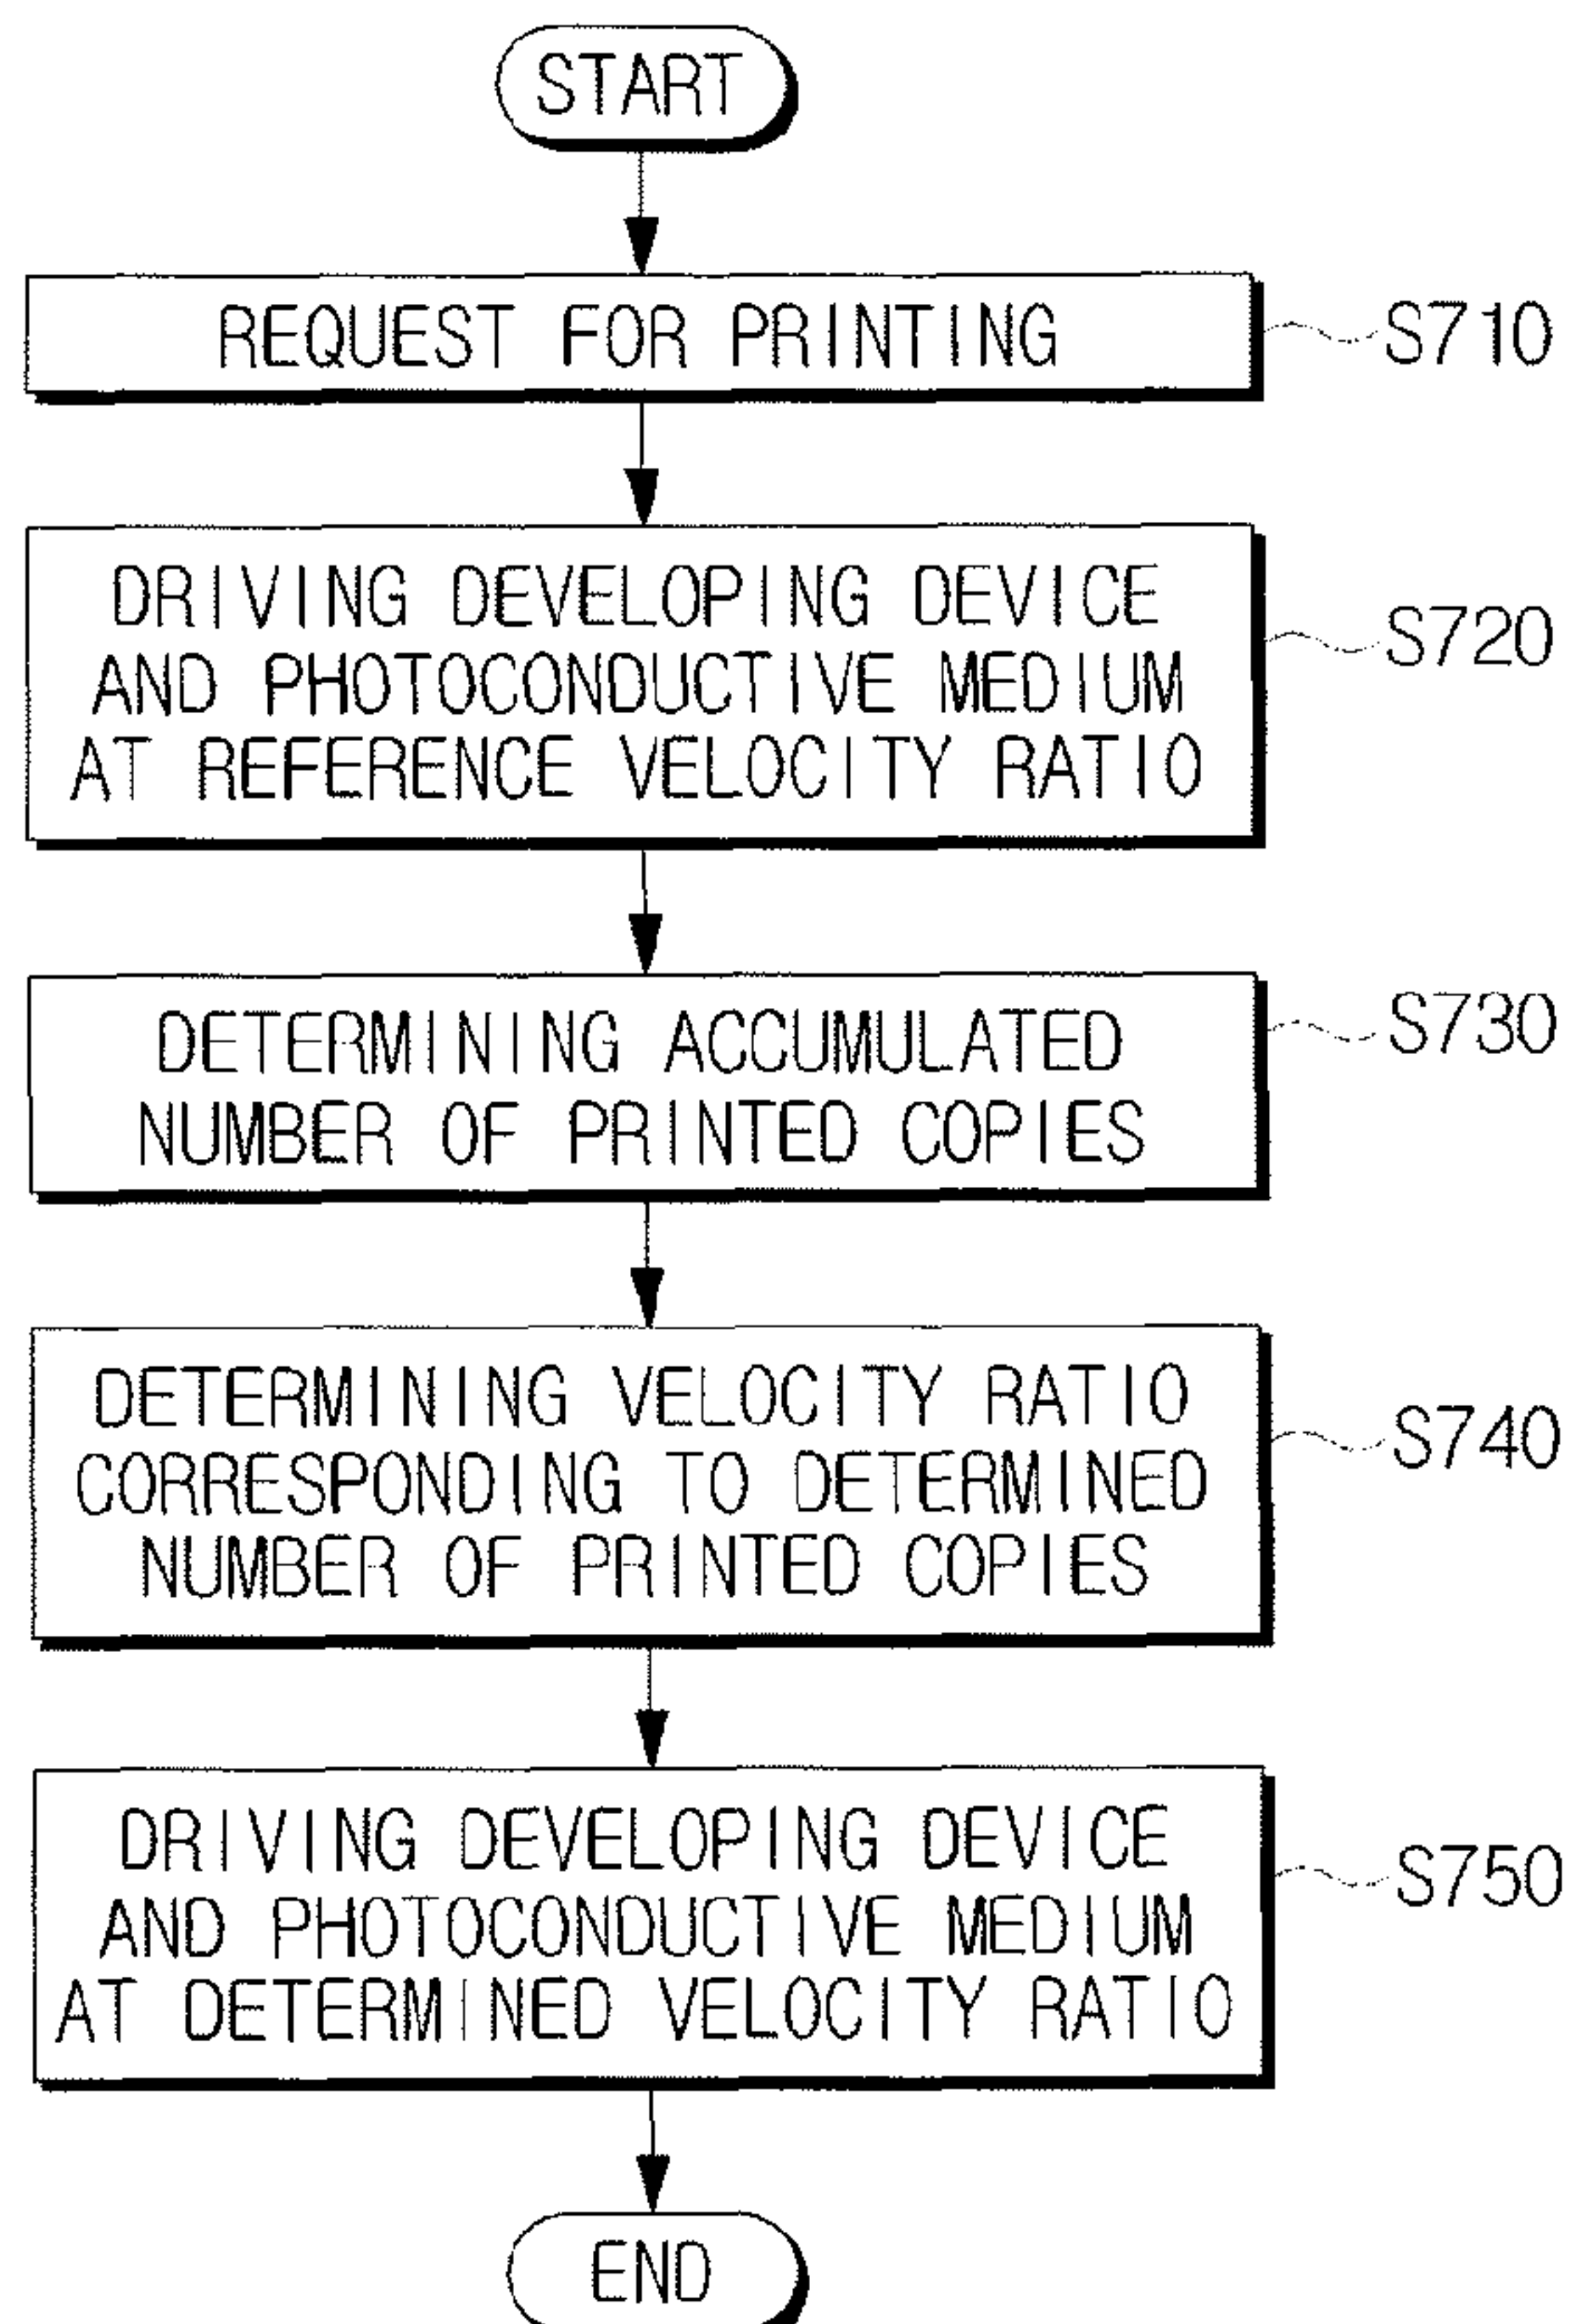 START
REQUEST FOR PRINTING
S710
DRIVING DEVELOPING DEVICE
AND PHOTOCONDUCTIVE MEDIUM
AT REFERENCE VELOCITY RATIO
S720
DETERMINING ACCUMULATED
NUMBER OF PRINTED COPIES
S730
DETERMINING VELOCITY RATIO
CORRESPONDING TO DETERMINED
NUMBER OF PRINTED COPIES
S740
DRIVING DEVELOPING DEVICE
AND PHOTOCONDUCTIVE MEDIUM
AT DETERMINED VELOCITY RATIO
S750
END